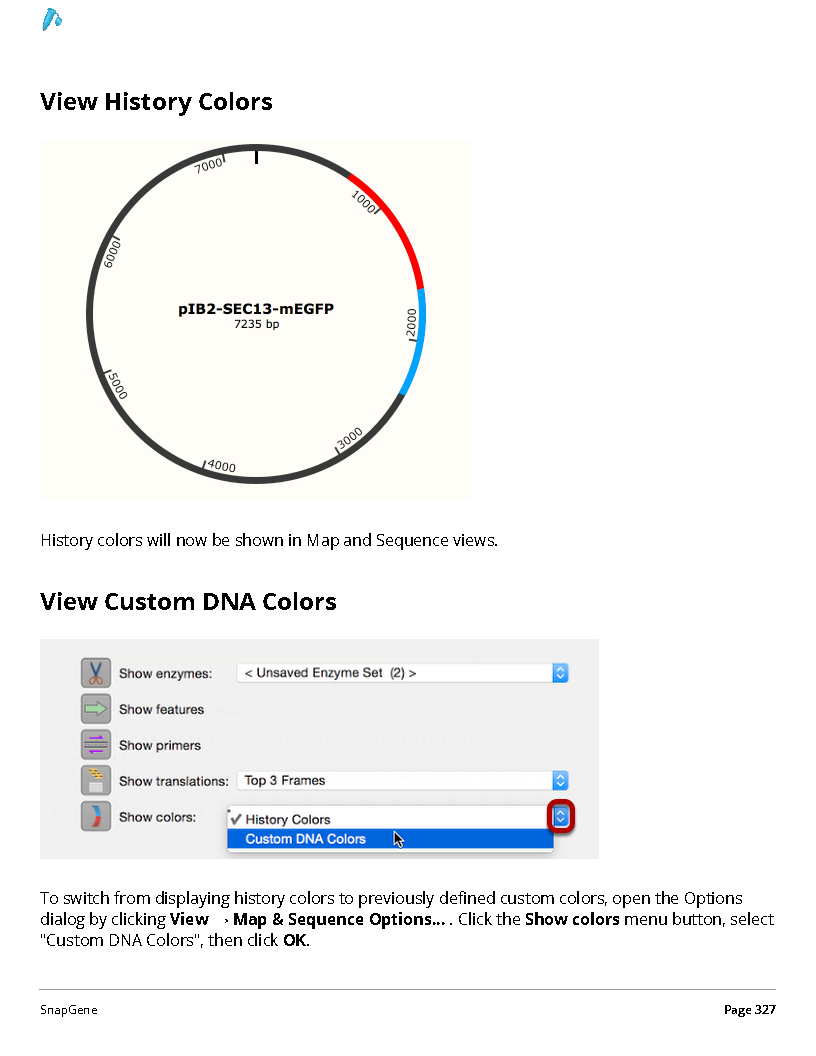 View History Colors
7000
1000
6000
pIB2-SEC13-mEGFP
7235 bp
2000
5000
3000
4000
History colors will now be shown in Map and Sequence views.
View Custom DNA Colors
Show enzymes: < Unsaved Enzyme Set (2) >
Show features
Show primers
Show translations: Top 3 Frames
Show colors: ✓ History Colors
Custom DNA Colors
To switch from displaying history colors to previously defined custom colors, open the Options
dialog by clicking View → Map & Sequence Options... . Click the Show colors menu button, select
"Custom DNA Colors", then click OK.
SnapGene Page 327